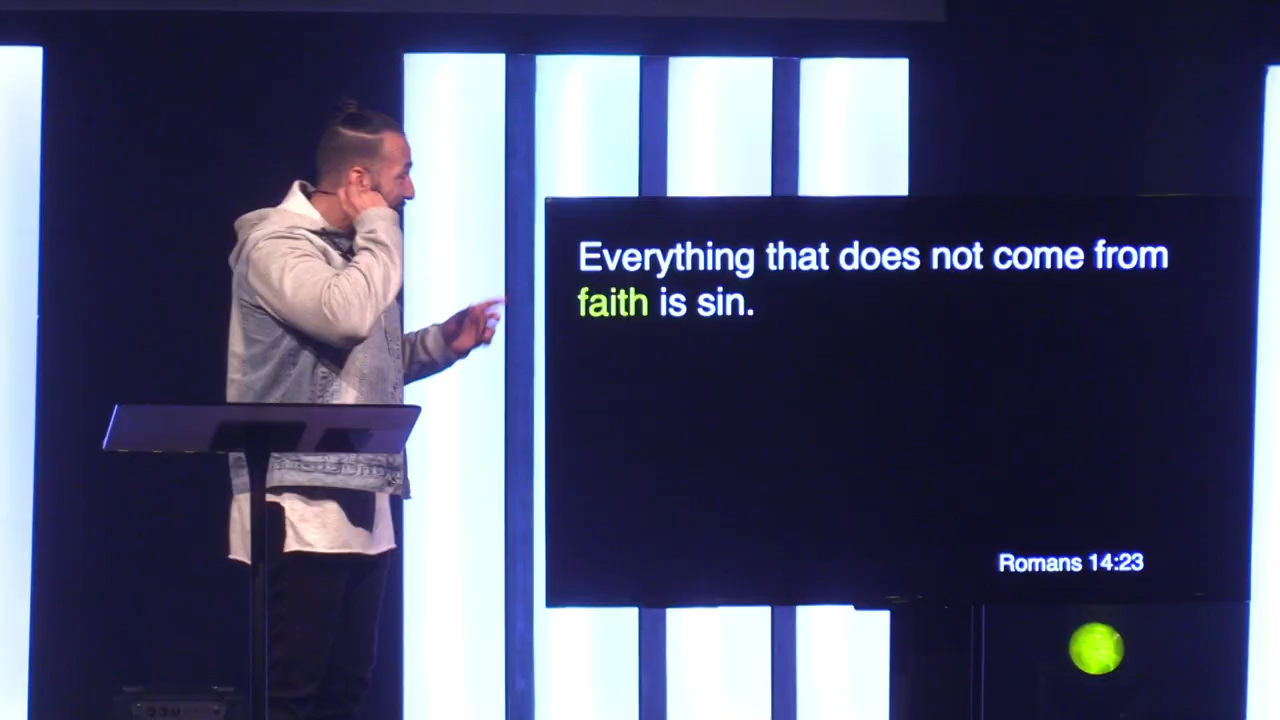 Everything that does not come from
faith is sin.
Romans 14:23